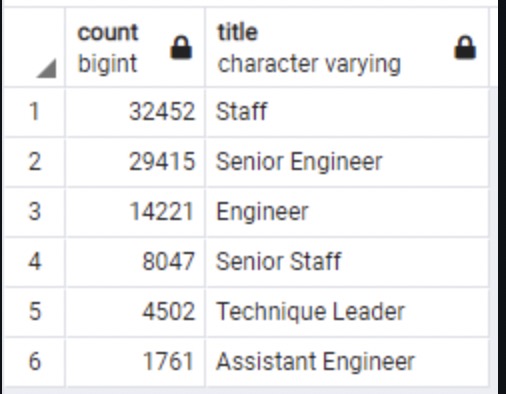 count title
bigint character varying
1 32452 Staff
2 29415 Senior Engineer
3 14221 Engineer
4 8047 Senior Staff
5 4502 Technique Leader
6 1761 Assistant Engineer